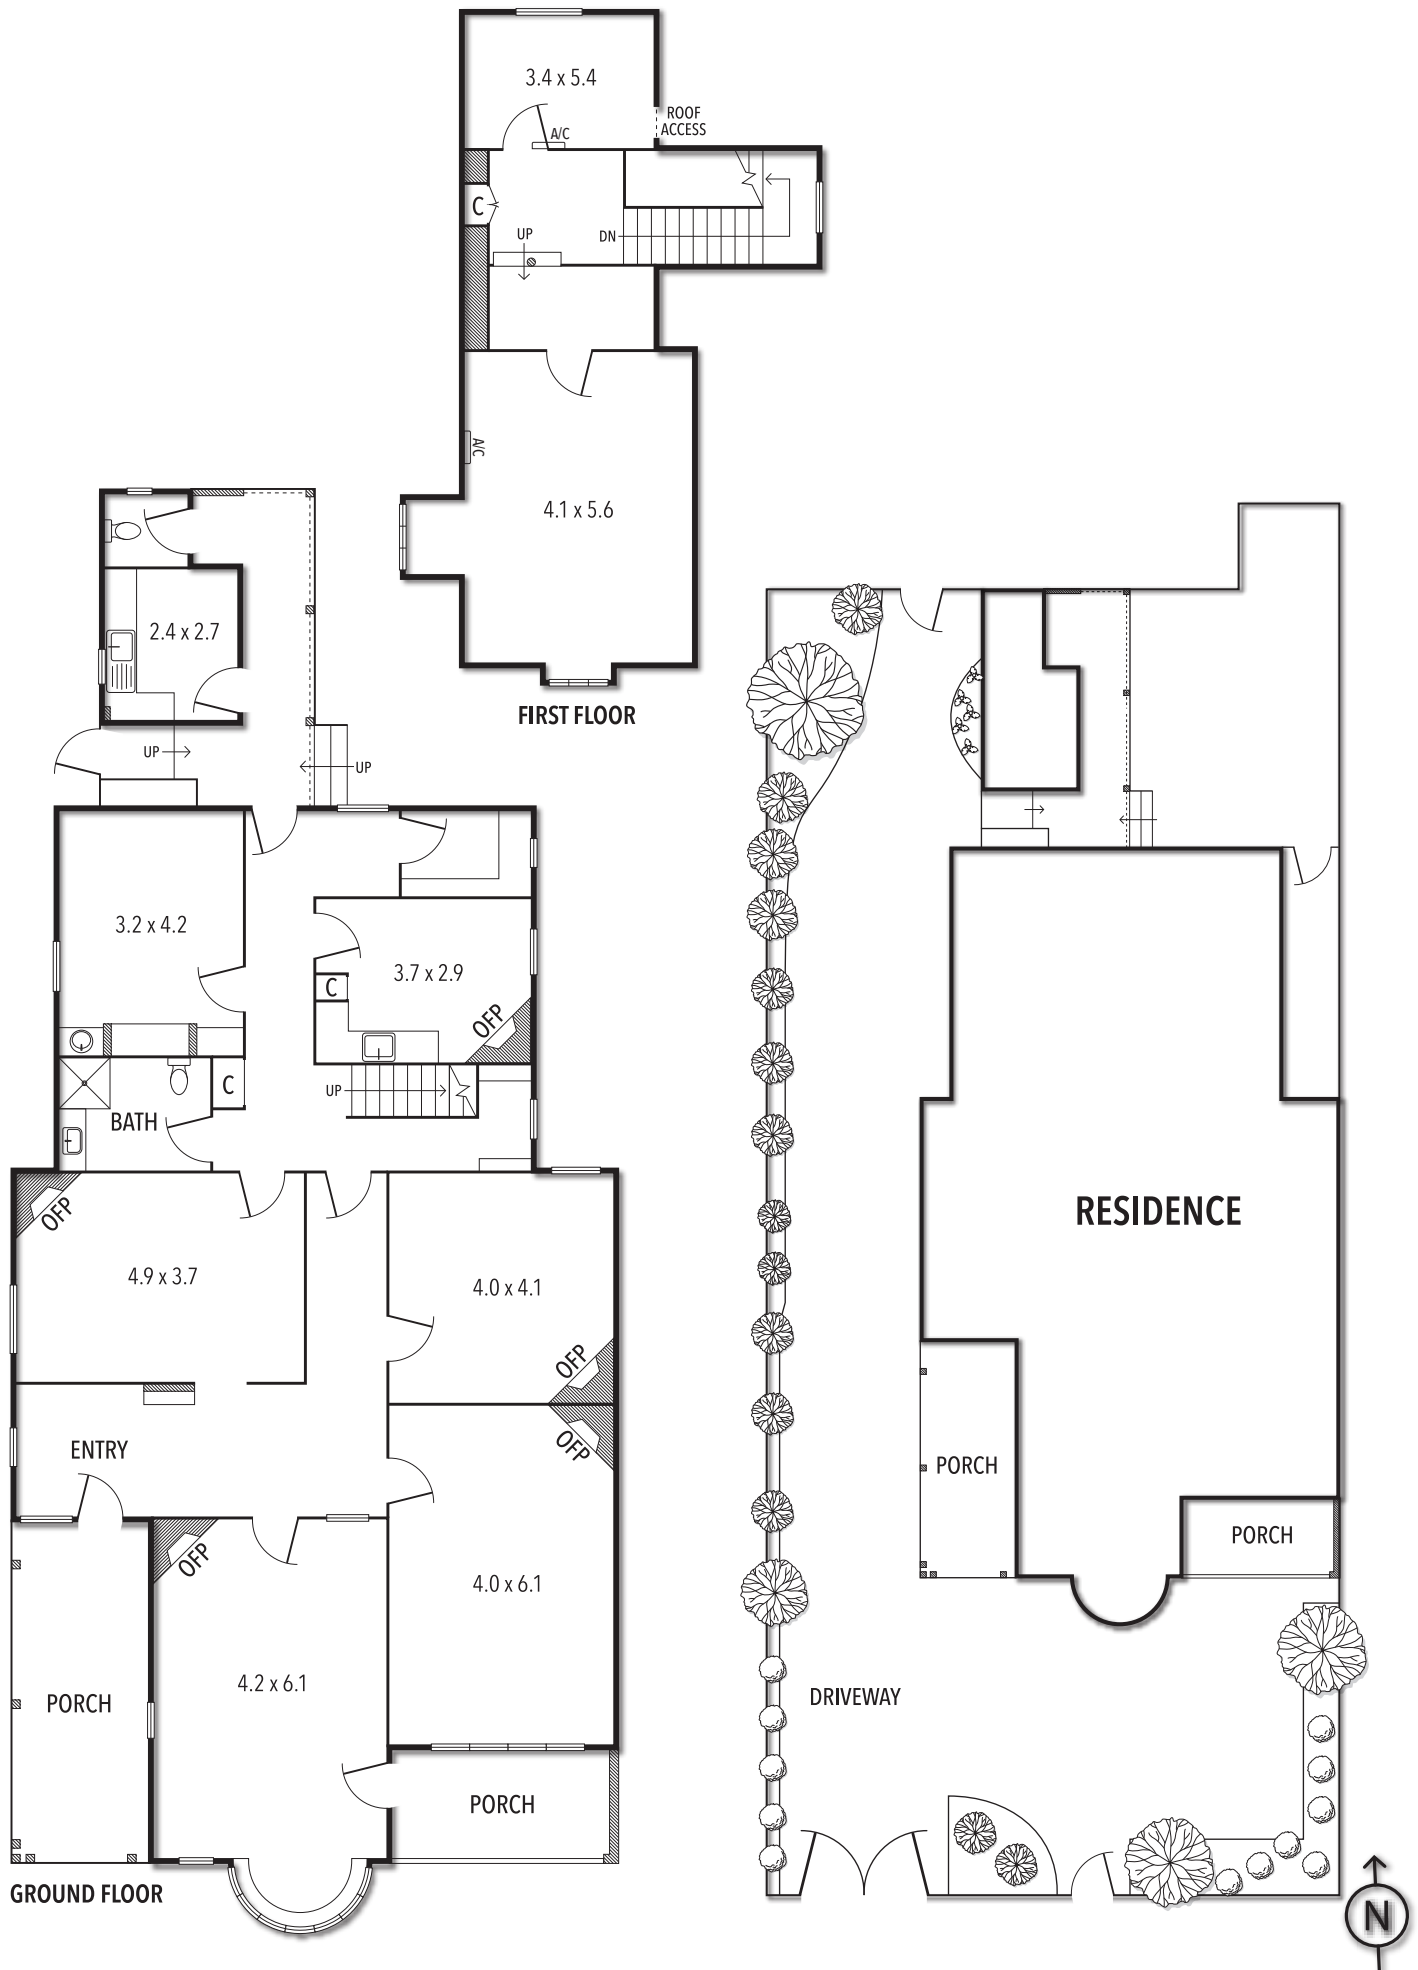 3.4 x 5.4
A/C
ROOF
ACCESS
C
UP
DN
A/C
4.1 x 5.6
FIRST FLOOR
2.4 x 2.7
UP
UP
3.2 x 4.2
3.7 x 2.9
C
OFP
UP
C
BATH
OFP
4.9 x 3.7
4.0 x 4.1
OFP
OFP
ENTRY
OFP
4.0 x 6.1
4.2 x 6.1
PORCH
PORCH
GROUND FLOOR
RESIDENCE
PORCH
PORCH
DRIVEWAY
N